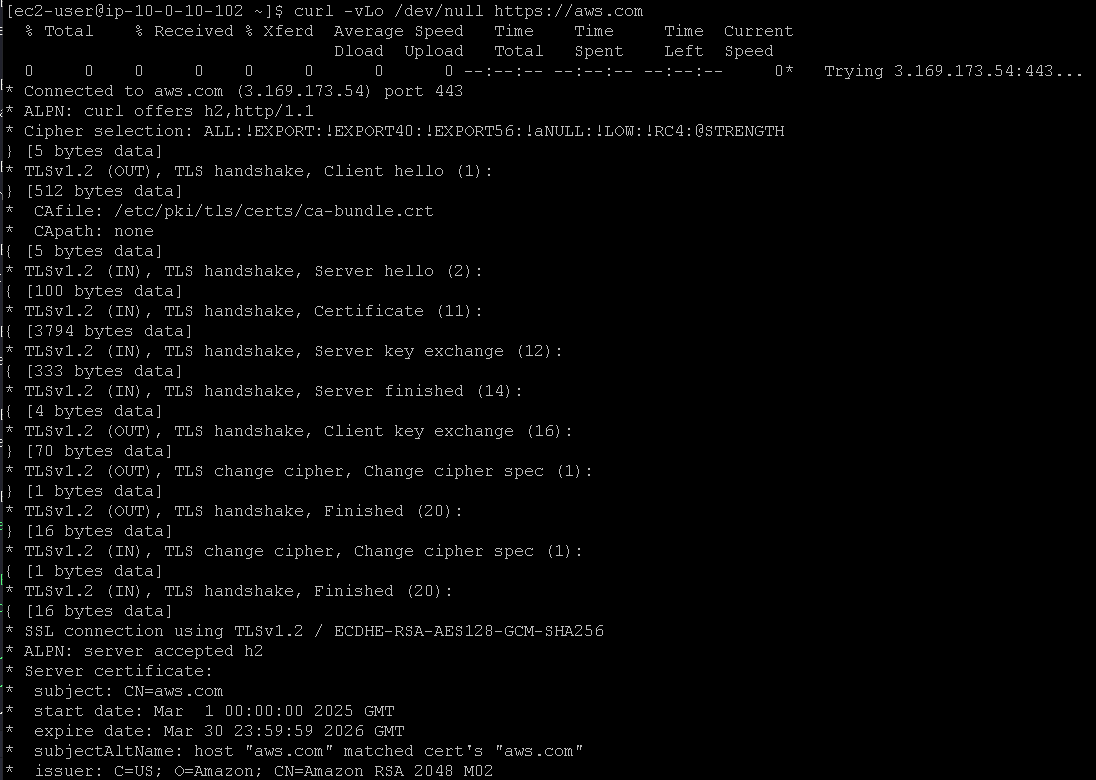 [ec2-user@ip-10-0-10-102 ~]$ curl -vLo /dev/null https://aws.com
  % Total    % Received % Xferd  Average Speed   Time    Time     Time  Current
                                 Dload  Upload   Total   Spent    Left  Speed
  0     0    0     0    0     0      0      0 --:--:-- --:--:-- --:--:--     0*   Trying 3.169.173.54:443...
* Connected to aws.com (3.169.173.54) port 443
* ALPN: curl offers h2,http/1.1
* Cipher selection: ALL:!EXPORT:!EXPORT40:!EXPORT56:!aNULL:!LOW:!RC4:@STRENGTH
} [5 bytes data]
* TLSv1.2 (OUT), TLS handshake, Client hello (1):
} [512 bytes data]
*  CAfile: /etc/pki/tls/certs/ca-bundle.crt
*  CApath: none
{ [5 bytes data]
* TLSv1.2 (IN), TLS handshake, Server hello (2):
{ [100 bytes data]
* TLSv1.2 (IN), TLS handshake, Certificate (11):
{ [3794 bytes data]
* TLSv1.2 (IN), TLS handshake, Server key exchange (12):
{ [333 bytes data]
* TLSv1.2 (IN), TLS handshake, Server finished (14):
{ [4 bytes data]
* TLSv1.2 (OUT), TLS handshake, Client key exchange (16):
} [70 bytes data]
* TLSv1.2 (OUT), TLS change cipher, Change cipher spec (1):
} [1 bytes data]
* TLSv1.2 (OUT), TLS handshake, Finished (20):
} [16 bytes data]
* TLSv1.2 (IN), TLS change cipher, Change cipher spec (1):
{ [1 bytes data]
* TLSv1.2 (IN), TLS handshake, Finished (20):
{ [16 bytes data]
* SSL connection using TLSv1.2 / ECDHE-RSA-AES128-GCM-SHA256
* ALPN: server accepted h2
* Server certificate:
*  subject: CN=aws.com
*  start date: Mar  1 00:00:00 2025 GMT
*  expire date: Mar 30 23:59:59 2026 GMT
*  subjectAltName: host "aws.com" matched cert's "aws.com"
*  issuer: C=US; O=Amazon; CN=Amazon RSA 2048 M02